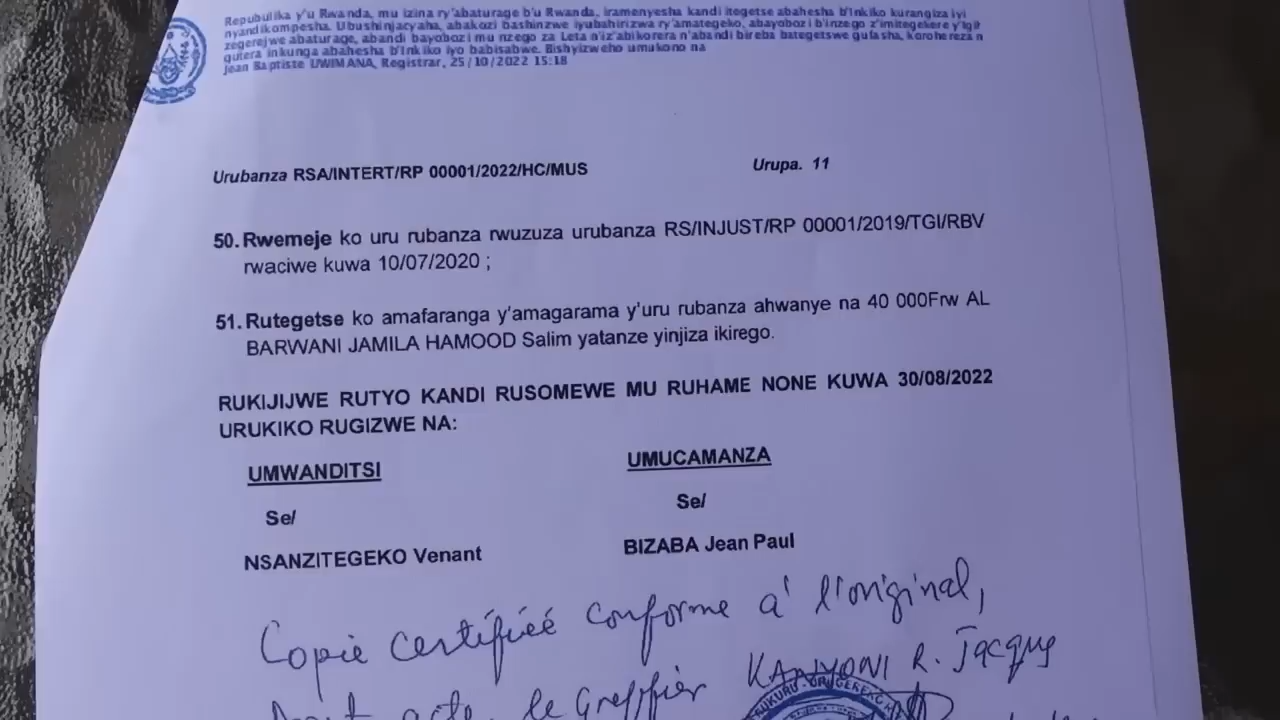 Repubulika y'u Rwanda, mu izina ry'abaturage b'u Rwanda, iramenyesha kandi itegetse abahesha b'Inkiko kurangiza iyi
nyandikompesha. Ubushinjacyaha, abakozi bashinzwe iyubahirizwa ry'amategeko, abayobozi b'inzego z'imitegekere y'Igih
zegerejwe abaturage, abandi bayobozi mu nzego za Leta n'iz'abikorera n'abandi bireba bategetswe gufasha, korohereza n
gutera inkunga abahesha b'Inkiko iyo babisabwe. Bishyizweho umukono na
Jean Baptiste UWIMANA, Registrar, 25/10/2022 15:18
Urubanza RSA/INTERT/RP 00001/2022/HC/MUS Urupa. 11
50. Rwemeje ko uru rubanza rwuzuza urubanza RS/INJUST/RP 00001/2019/TGI/RBV
rwaciwe kuwa 10/07/2020 ;
51. Rutegetse ko amafaranga y'amagarama y'uru rubanza ahwanye na 40 000Frw AL
BARWANI JAMILA HAMOOD Salim yatanze yinjiza ikirego.
RUKIJIJWE RUTYO KANDI RUSOMEWE MU RUHAME NONE KUWA 30/08/2022
URUKIKO RUGIZWE NA:
UMWANDITSI UMUCAMANZA
Se/ Se/
NSANZITEGEKO Venant BIZABA Jean Paul
Copie certifiéé conforme a' l'original,
acte le Greffier KANYONI R. Jacques